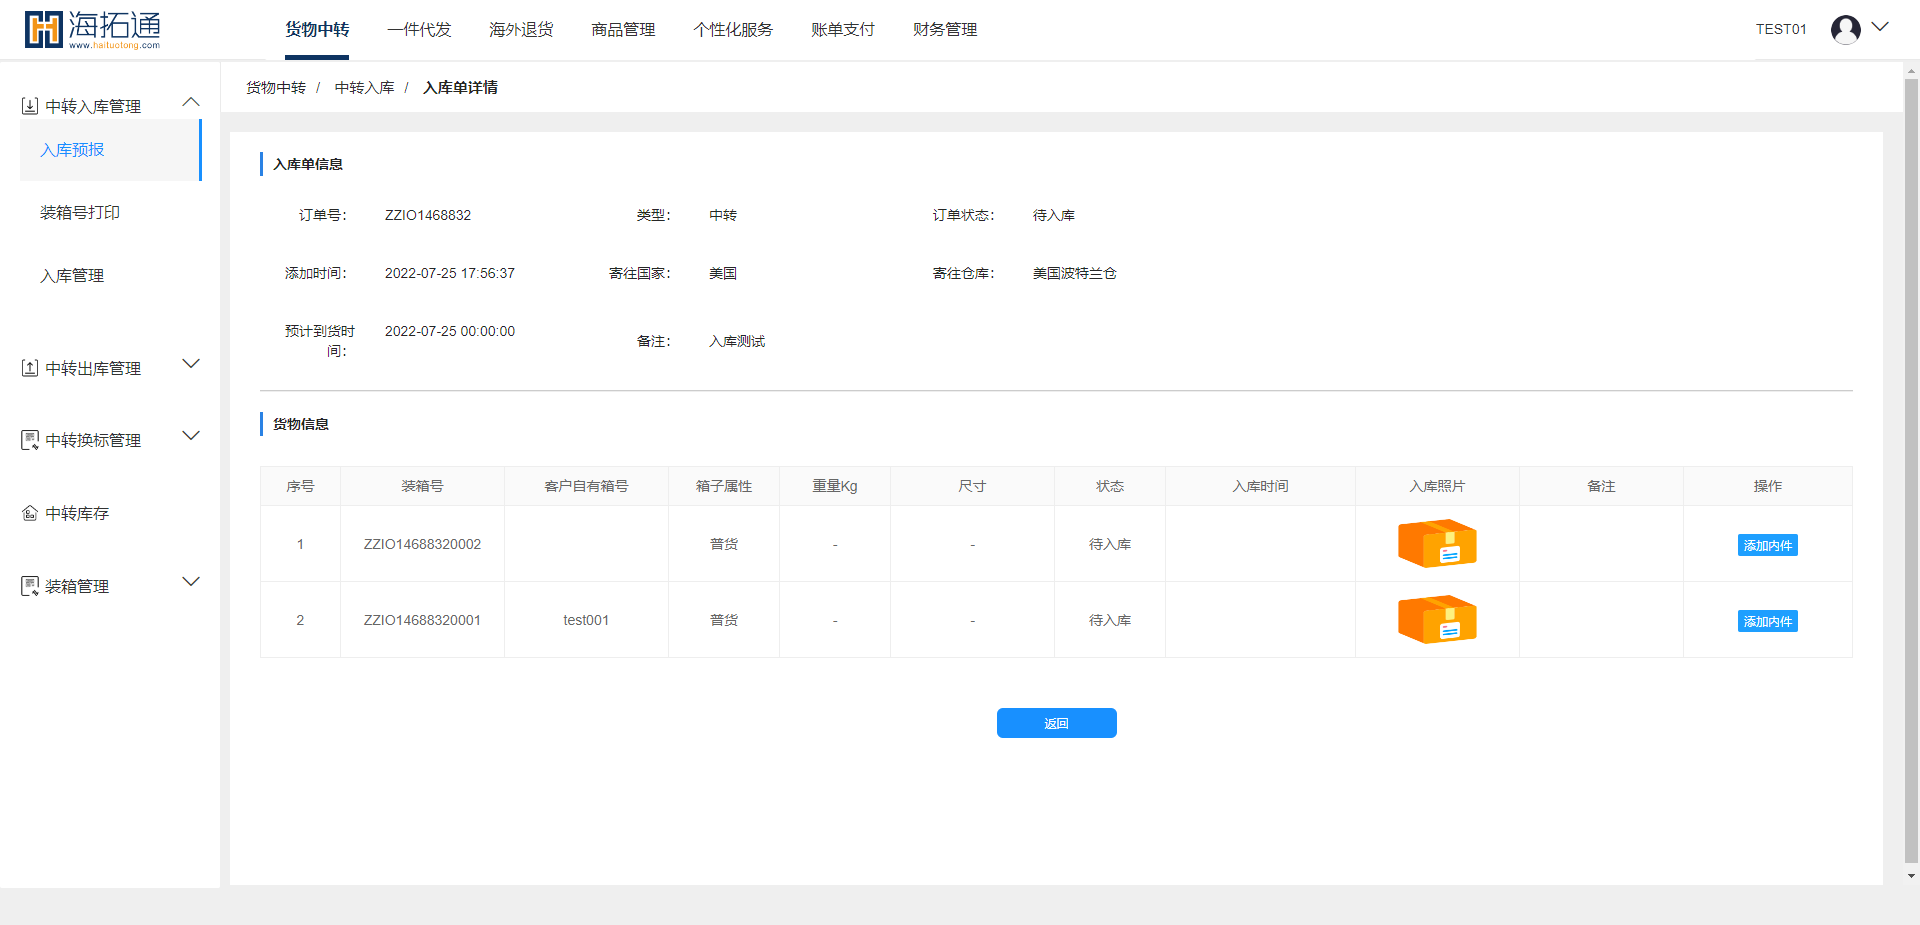 海拓通
www.haituotong.com
货物中转 一件代发 海外退货 商品管理 个性化服务 账单支付 财务管理
TEST01
中转入库管理
入库预报
装箱号打印
入库管理
中转出库管理
中转换标管理
中转库存
装箱管理
货物中转 / 中转入库 / 入库单详情
入库单信息
订单号： ZZIO1468832 类型： 中转 订单状态： 待入库
添加时间： 2022-07-25 17:56:37 寄往国家： 美国 寄往仓库： 美国波特兰仓
预计到货时
间：
2022-07-25 00:00:00
备注： 入库测试
货物信息
序号 装箱号 客户自有箱号 箱子属性 重量Kg 尺寸 状态 入库时间 入库照片 备注 操作
1 ZZIO14688320002 普货 - - 待入库 添加内件
2 ZZIO14688320001 test001 普货 - - 待入库 添加内件
返回